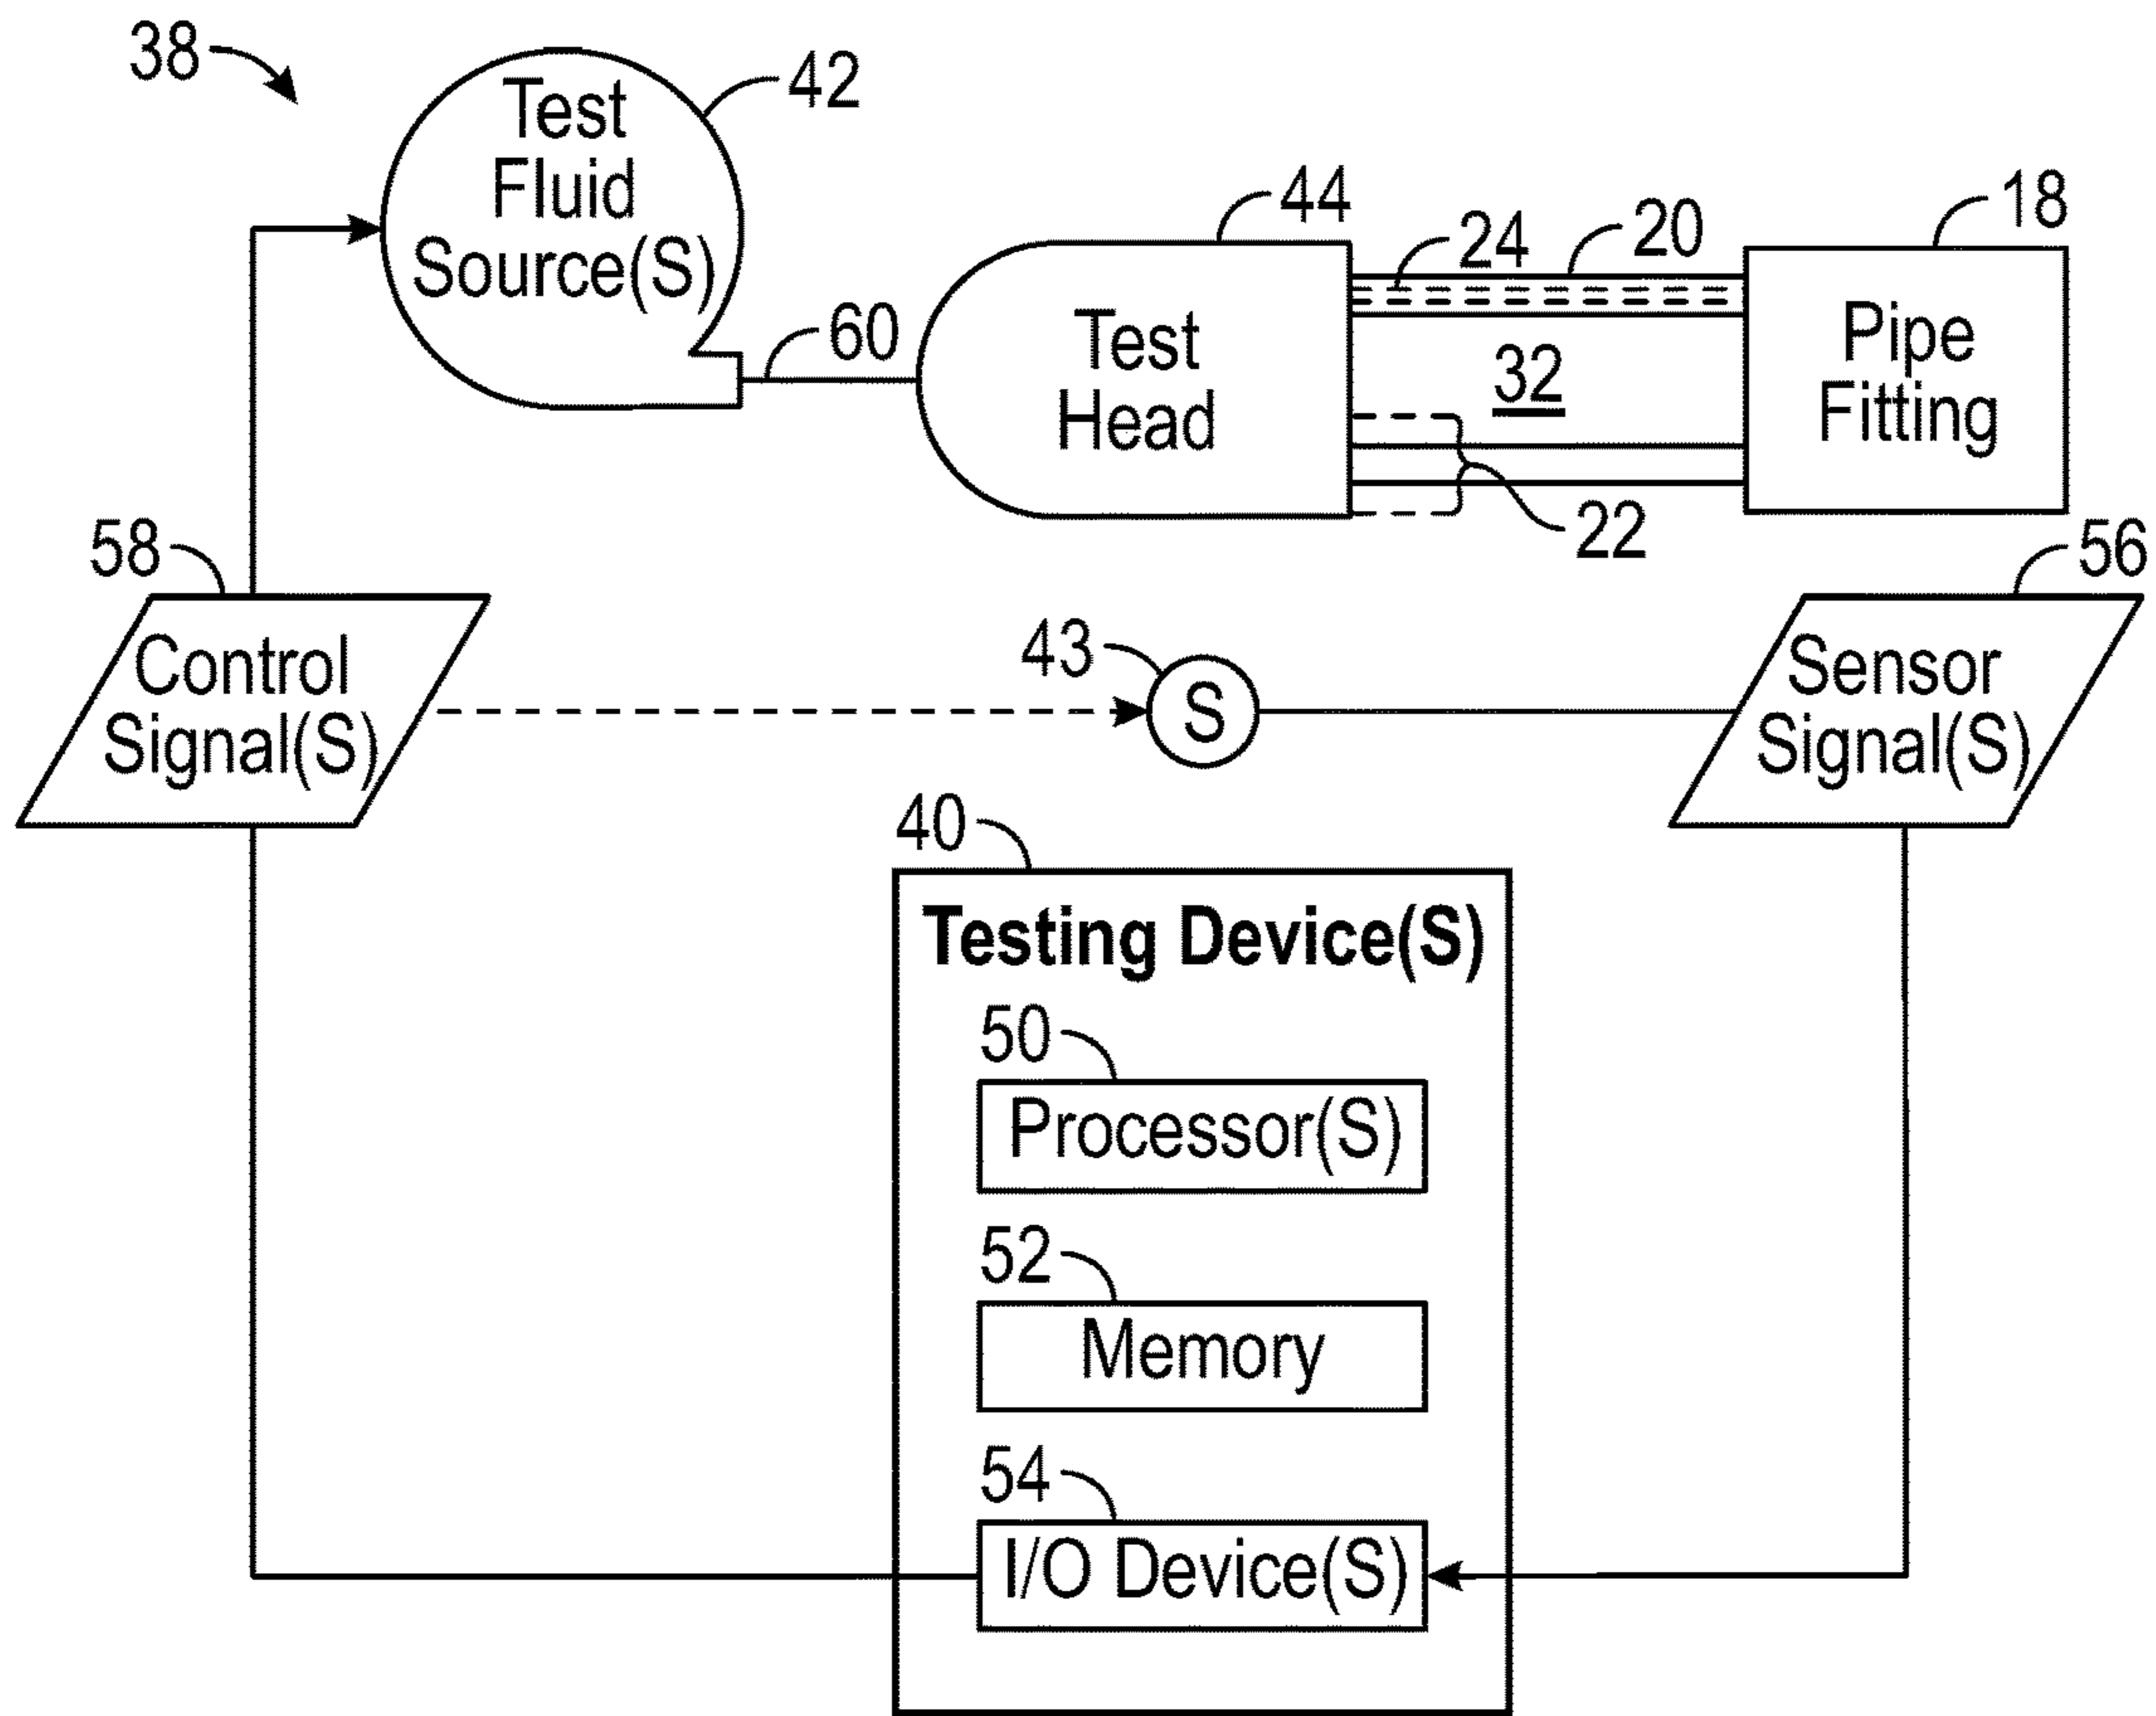 38
42
Test
Fluid
Source(S)
44
24
20
18
60
Test
Head
32
Pipe
Fitting
22
58
56
Control
Signal(S)
43
S
Sensor
Signal(S)
40
Testing Device(S)
50
Processor(S)
52
Memory
54
I/O Device(S)